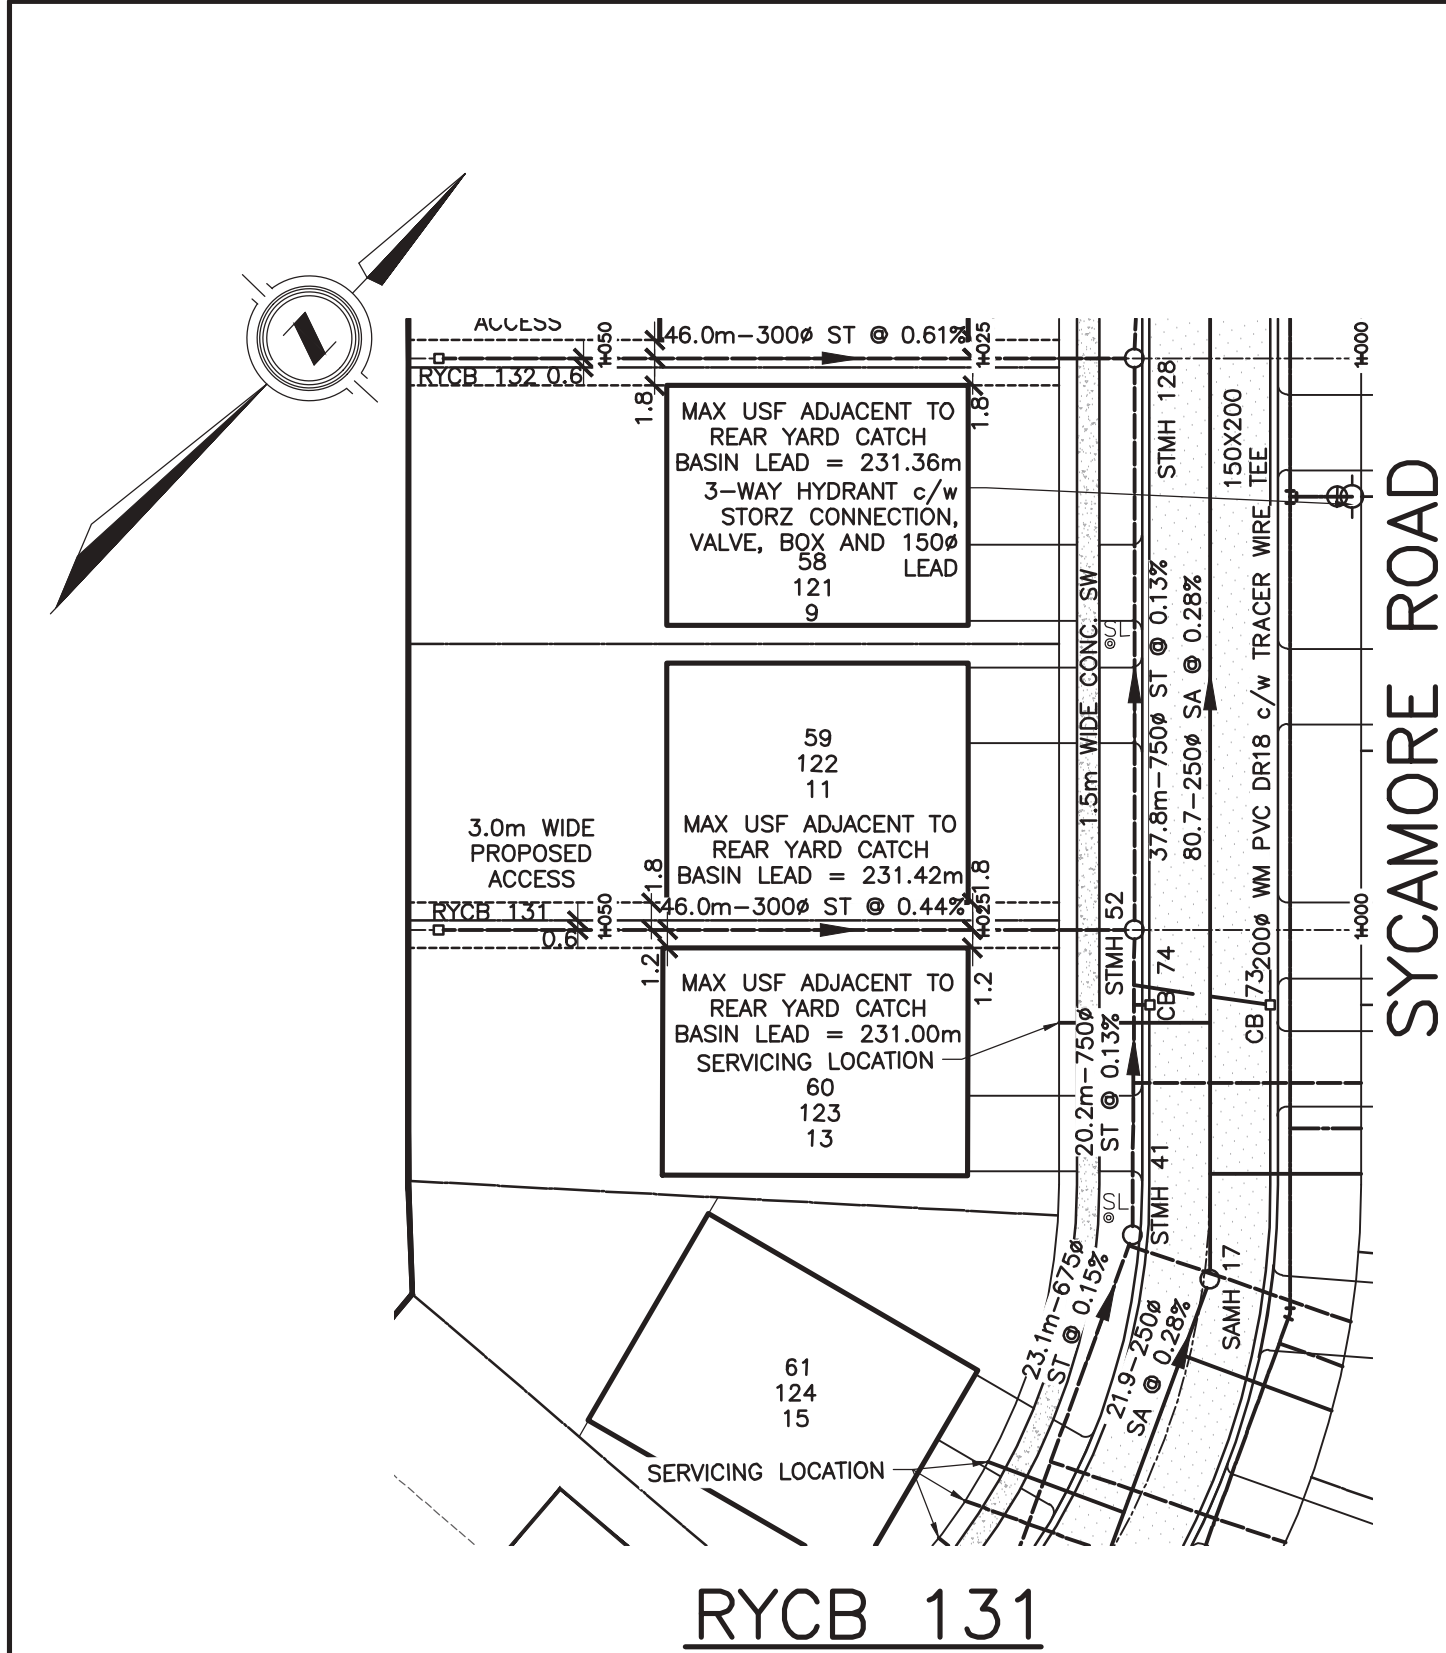 N
ACCESS
46.0m-300ø ST @ 0.61%
1050
1025
1000
RYCB 132
0.6
1.8
1.8
MAX USF ADJACENT TO
REAR YARD CATCH
BASIN LEAD = 231.36m
3-WAY HYDRANT c/w
STORZ CONNECTION,
VALVE, BOX AND 150ø
LEAD
58
121
9
59
122
11
MAX USF ADJACENT TO
REAR YARD CATCH
BASIN LEAD = 231.42m
3.0m WIDE
PROPOSED
ACCESS
1.8
1.8
RYCB 131
0.6
1050
46.0m-300ø ST @ 0.44%
1025
1000
1.2
1.2
MAX USF ADJACENT TO
REAR YARD CATCH
BASIN LEAD = 231.00m
SERVICING LOCATION
60
123
13
61
124
15
SERVICING LOCATION
1.5m WIDE CONC. SW
SL
STMH 128
37.8m-750ø ST @ 0.13%
80.7-250ø SA @ 0.28%
150X200
TEE
200ø WM PVC DR18 c/w TRACER WIRE
STMH 52
CB 74
CB 73
20.2m-750ø
ST @ 0.13%
STMH 41
SL
SAMH 17
23.1m-675ø
ST @ 0.15%
21.9-250ø
SA @ 0.28%
SYCAMORE ROAD
RYCB 131